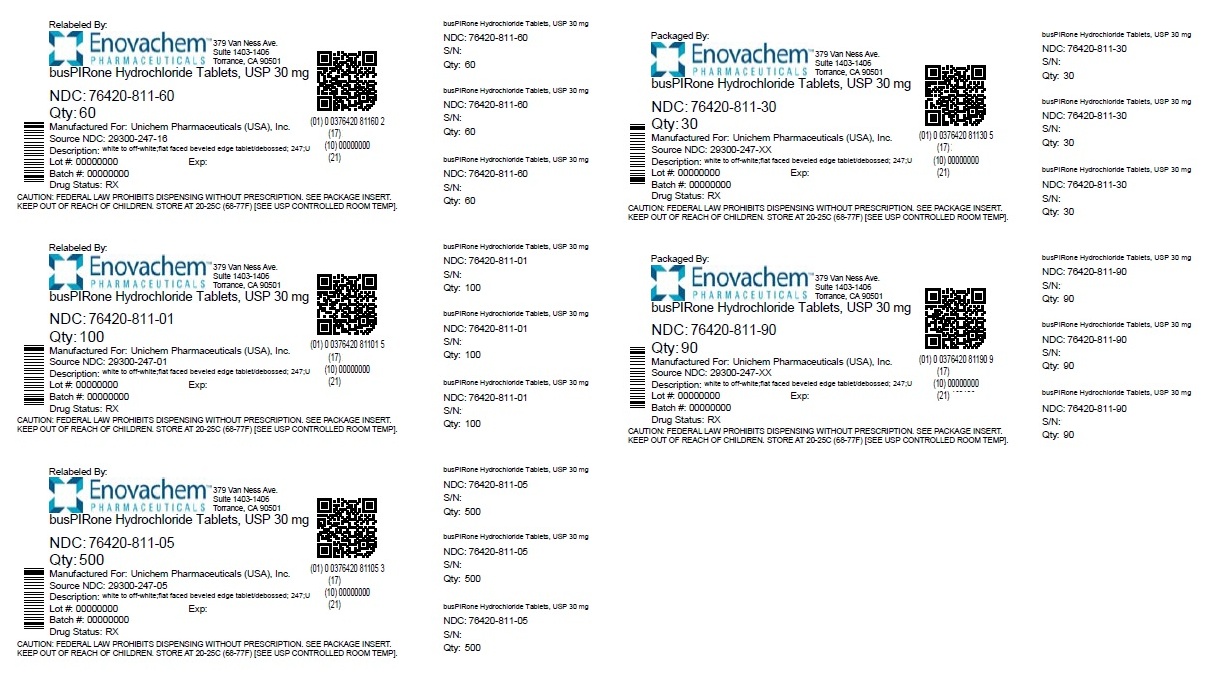 Relabeled By:
Enovachem™
PHARMACEUTICALS
379 Van Ness Ave.
Suite 1403-1406
Torrance, CA 90501
busPIRone Hydrochloride Tablets, USP 30 mg
NDC: 76420-811-60
Qty: 60
Manufactured For: Unichem Pharmaceuticals (USA), Inc.
Source NDC: 29300-247-16
Description: white to off-white;flat faced beveled edge tablet/debossed; 247;U
Lot #: 00000000 Exp:
Batch #: 00000000
Drug Status: RX
(01) 0 0376420 81160 2
(17)
(10) 00000000
(21)
CAUTION: FEDERAL LAW PROHIBITS DISPENSING WITHOUT PRESCRIPTION. SEE PACKAGE INSERT.
KEEP OUT OF REACH OF CHILDREN. STORE AT 20-25C (68-77F) [SEE USP CONTROLLED ROOM TEMP].
busPIRone Hydrochloride Tablets, USP 30 mg
NDC: 76420-811-60
S/N:
Qty: 60
busPIRone Hydrochloride Tablets, USP 30 mg
NDC: 76420-811-60
S/N:
Qty: 60
busPIRone Hydrochloride Tablets, USP 30 mg
NDC: 76420-811-60
S/N:
Qty: 60
Packaged By:
Enovachem™
PHARMACEUTICALS
379 Van Ness Ave.
Suite 1403-1406
Torrance, CA 90501
busPIRone Hydrochloride Tablets, USP 30 mg
NDC: 76420-811-30
Qty: 30
Manufactured For: Unichem Pharmaceuticals (USA), Inc.
Source NDC: 29300-247-XX
Description: white to off-white;flat faced beveled edge tablet/debossed; 247;U
Lot #: 00000000 Exp:
Batch #: 00000000
Drug Status: RX
(01) 0 0376420 81130 5
(17):
(10) 00000000
(21)
CAUTION: FEDERAL LAW PROHIBITS DISPENSING WITHOUT PRESCRIPTION. SEE PACKAGE INSERT.
KEEP OUT OF REACH OF CHILDREN. STORE AT 20-25C (68-77F) [SEE USP CONTROLLED ROOM TEMP].
busPIRone Hydrochloride Tablets, USP 30 mg
NDC: 76420-811-30
S/N:
Qty: 30
busPIRone Hydrochloride Tablets, USP 30 mg
NDC: 76420-811-30
S/N:
Qty: 30
busPIRone Hydrochloride Tablets, USP 30 mg
NDC: 76420-811-30
S/N:
Qty: 30
Relabeled By:
Enovachem™
PHARMACEUTICALS
379 Van Ness Ave.
Suite 1403-1406
Torrance, CA 90501
busPIRone Hydrochloride Tablets, USP 30 mg
NDC: 76420-811-01
Qty: 100
Manufactured For: Unichem Pharmaceuticals (USA), Inc.
Source NDC: 29300-247-01
Description: white to off-white;flat faced beveled edge tablet/debossed; 247;U
Lot #: 00000000 Exp:
Batch #: 00000000
Drug Status: RX
(01) 0 0376420 81101 5
(17)
(10) 00000000
(21)
CAUTION: FEDERAL LAW PROHIBITS DISPENSING WITHOUT PRESCRIPTION. SEE PACKAGE INSERT.
KEEP OUT OF REACH OF CHILDREN. STORE AT 20-25C (68-77F) [SEE USP CONTROLLED ROOM TEMP].
busPIRone Hydrochloride Tablets, USP 30 mg
NDC: 76420-811-01
S/N:
Qty: 100
busPIRone Hydrochloride Tablets, USP 30 mg
NDC: 76420-811-01
S/N:
Qty: 100
busPIRone Hydrochloride Tablets, USP 30 mg
NDC: 76420-811-01
S/N:
Qty: 100
Packaged By:
Enovachem™
PHARMACEUTICALS
379 Van Ness Ave.
Suite 1403-1406
Torrance, CA 90501
busPIRone Hydrochloride Tablets, USP 30 mg
NDC: 76420-811-90
Qty: 90
Manufactured For: Unichem Pharmaceuticals (USA), Inc.
Source NDC: 29300-247-XX
Description: white to off-white;flat faced beveled edge tablet/debossed; 247;U
Lot #: 00000000 Exp:
Batch #: 00000000
Drug Status: RX
(01) 0 0376420 81190 9
(17)
(10) 00000000
(21)
CAUTION: FEDERAL LAW PROHIBITS DISPENSING WITHOUT PRESCRIPTION. SEE PACKAGE INSERT.
KEEP OUT OF REACH OF CHILDREN. STORE AT 20-25C (68-77F) [SEE USP CONTROLLED ROOM TEMP].
busPIRone Hydrochloride Tablets, USP 30 mg
NDC: 76420-811-90
S/N:
Qty: 90
busPIRone Hydrochloride Tablets, USP 30 mg
NDC: 76420-811-90
S/N:
Qty: 90
busPIRone Hydrochloride Tablets, USP 30 mg
NDC: 76420-811-90
S/N:
Qty: 90
Relabeled By:
Enovachem™
PHARMACEUTICALS
379 Van Ness Ave.
Suite 1403-1406
Torrance, CA 90501
busPIRone Hydrochloride Tablets, USP 30 mg
NDC: 76420-811-05
Qty: 500
Manufactured For: Unichem Pharmaceuticals (USA), Inc.
Source NDC: 29300-247-05
Description: white to off-white;flat faced beveled edge tablet/debossed; 247;U
Lot #: 00000000 Exp:
Batch #: 00000000
Drug Status: RX
(01) 0 0376420 81105 3
(17)
(10) 00000000
(21)
CAUTION: FEDERAL LAW PROHIBITS DISPENSING WITHOUT PRESCRIPTION. SEE PACKAGE INSERT.
KEEP OUT OF REACH OF CHILDREN. STORE AT 20-25C (68-77F) [SEE USP CONTROLLED ROOM TEMP].
busPIRone Hydrochloride Tablets, USP 30 mg
NDC: 76420-811-05
S/N:
Qty: 500
busPIRone Hydrochloride Tablets, USP 30 mg
NDC: 76420-811-05
S/N:
Qty: 500
busPIRone Hydrochloride Tablets, USP 30 mg
NDC: 76420-811-05
S/N:
Qty: 500